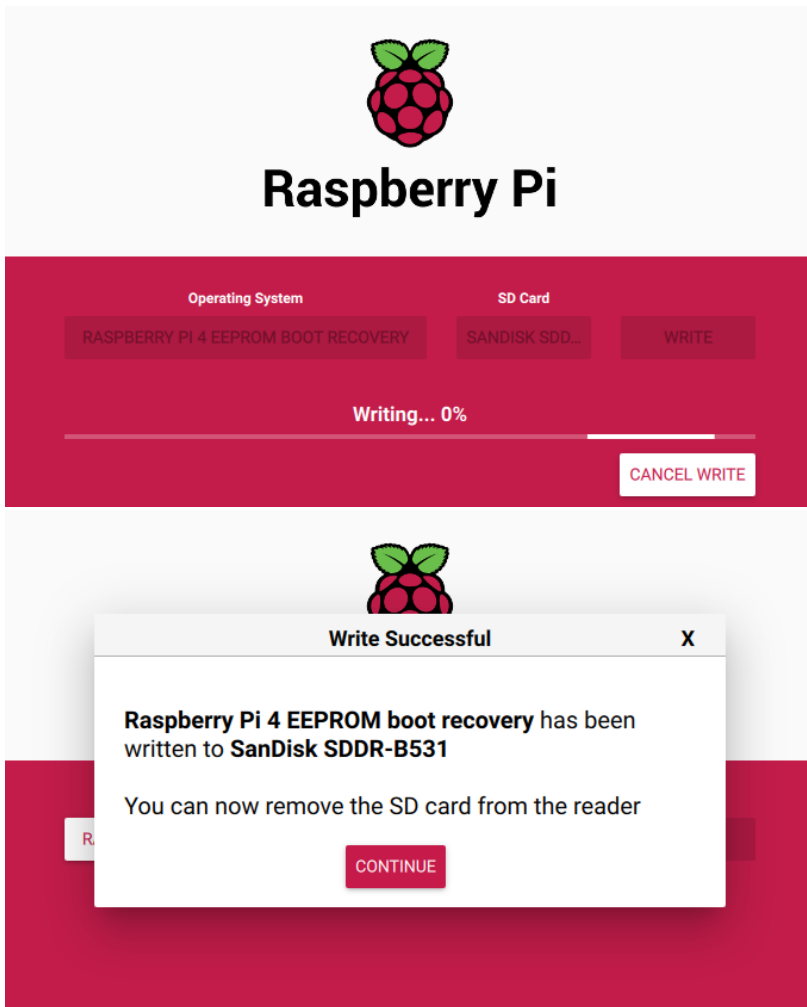 Raspberry Pi
Operating System
SD Card
RASPBERRY PI 4 EEPROM BOOT RECOVERY
SANDISK SDD...
WRITE
Writing... 0%
CANCEL WRITE
Write Successful
X
Raspberry Pi 4 EEPROM boot recovery has been
written to SanDisk SDDR-B531
You can now remove the SD card from the reader
R
CONTINUE